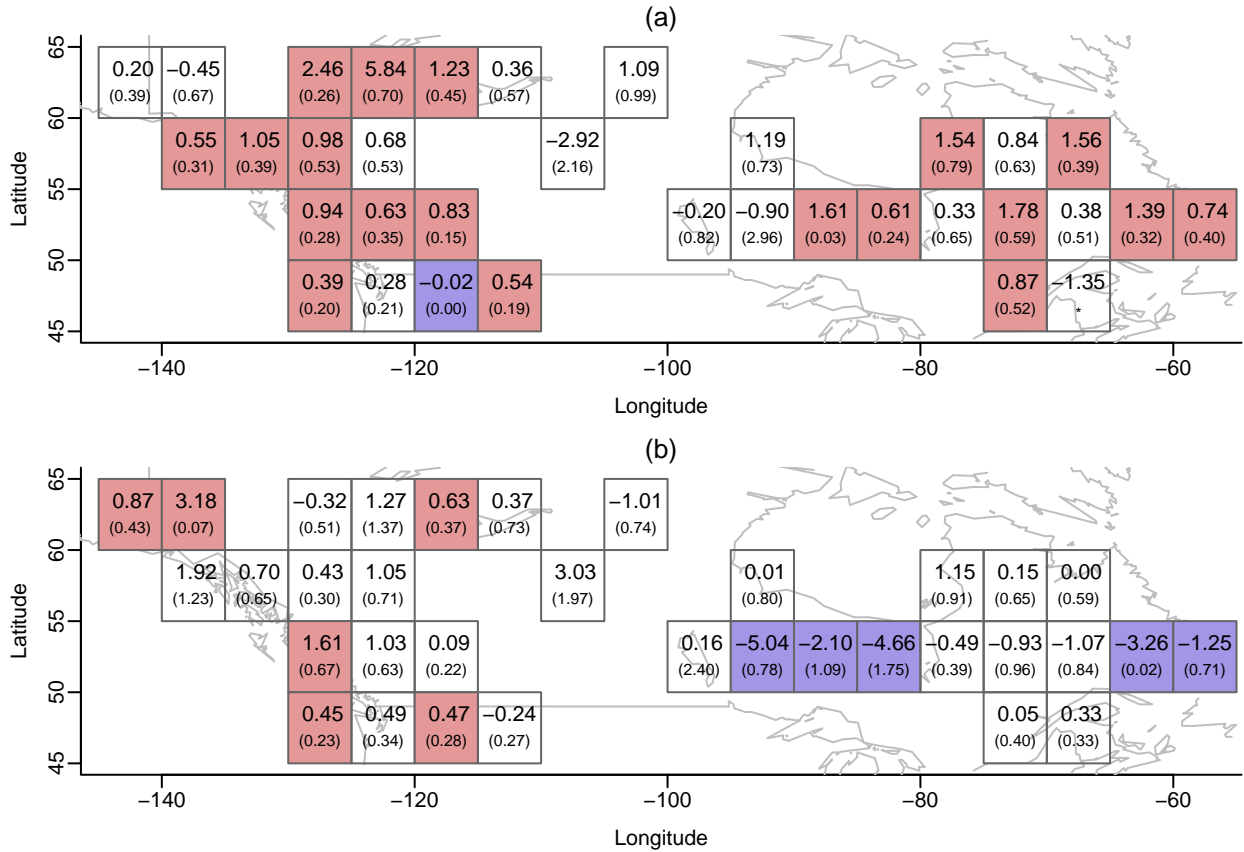 (a)
65
0.20 −0.45 2.46 5.84 1.23 0.36 1.09
(0.39) (0.67) (0.26) (0.70) (0.45) (0.57) (0.99)
60
0.55 1.05 0.98 0.68 −2.92 1.19 1.54 0.84 1.56
(0.31) (0.39) (0.53) (0.53) (2.16) (0.73) (0.79) (0.63) (0.39)
55
Latitude
0.94 0.63 0.83 −0.20 −0.90 1.61 0.61 0.33 1.78 0.38 1.39 0.74
(0.28) (0.35) (0.15) (0.82) (2.96) (0.03) (0.24) (0.65) (0.59) (0.51) (0.32) (0.40)
50
0.39 0.28 −0.02 0.54 0.87 −1.35
(0.20) (0.21) (0.00) (0.19) (0.52) *
45
−140 −120 −100 −80 −60
Longitude
(b)
65
0.87 3.18 −0.32 1.27 0.63 0.37 −1.01
(0.43) (0.07) (0.51) (1.37) (0.37) (0.73) (0.74)
60
1.92 0.70 0.43 1.05 3.03 0.01 1.15 0.15 0.00
(1.23) (0.65) (0.30) (0.71) (1.97) (0.80) (0.91) (0.65) (0.59)
55
Latitude
1.61 1.03 0.09 0.16 −5.04 −2.10 −4.66 −0.49 −0.93 −1.07 −3.26 −1.25
(0.67) (0.63) (0.22) (2.40) (0.78) (1.09) (1.75) (0.39) (0.96) (0.84) (0.02) (0.71)
50
0.45 0.49 0.47 −0.24 0.05 0.33
(0.23) (0.34) (0.28) (0.27) (0.40) (0.33)
45
−140 −120 −100 −80 −60
Longitude